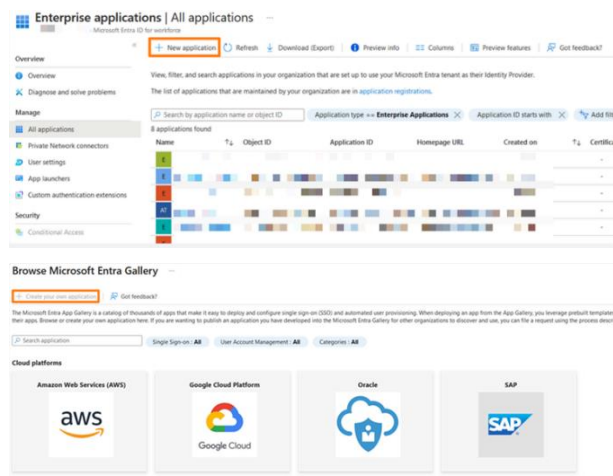 Enterprise applications | All applications ...
Microsoft Entra ID for workforce
+ New application Refresh Download (Export) Preview info Columns Preview features Got feedback?
Overview
Overview
Diagnose and solve problems
Manage
All applications
Private Network connectors
User settings
App launchers
Custom authentication extensions
Security
Conditional Access
View, filter, and search applications in your organization that are set up to use your Microsoft Entra tenant as their Identity Provider.
The list of applications that are maintained by your organization are in application registrations.
Search by application name or object ID Application type == Enterprise Applications Application ID starts with Add filt
8 applications found
Name Object ID Application ID Homepage URL Created on Certifica
E
E
E
AT
E
Browse Microsoft Entra Gallery ...
+ Create your own application Got feedback?
The Microsoft Entra App Gallery is a catalog of thousands of apps that make it easy to deploy and configure single sign-on (SSO) and automated user provisioning. When deploying an app from the App Gallery, you leverage prebuilt templates
their apps. Browse or create your own application here. If you are wanting to publish an application you have developed into the Microsoft Entra Gallery for other organizations to discover and use, you can file a request using the process descri
Search application Single Sign-on : All User Account Management : All Categories : All
Cloud platforms
Amazon Web Services (AWS) Google Cloud Platform Oracle SAP
aws
Google Cloud
SAP